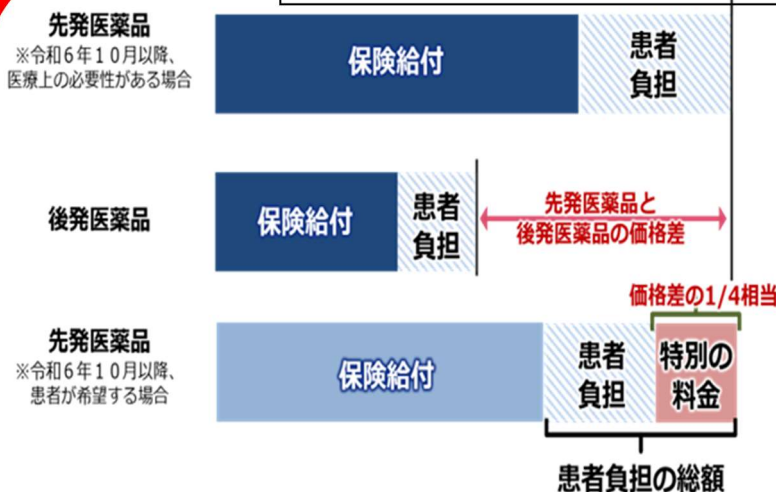 先発医薬品
※令和6年10月以降、
医療上の必要性がある場合
保険給付
患者
負担
後発医薬品
保険給付
患者
負担
先発医薬品と
後発医薬品の価格差
価格差の1/4相当
先発医薬品
※令和6年10月以降、
患者が希望する場合
保険給付
患者
負担
特別の
料金
患者負担の総額